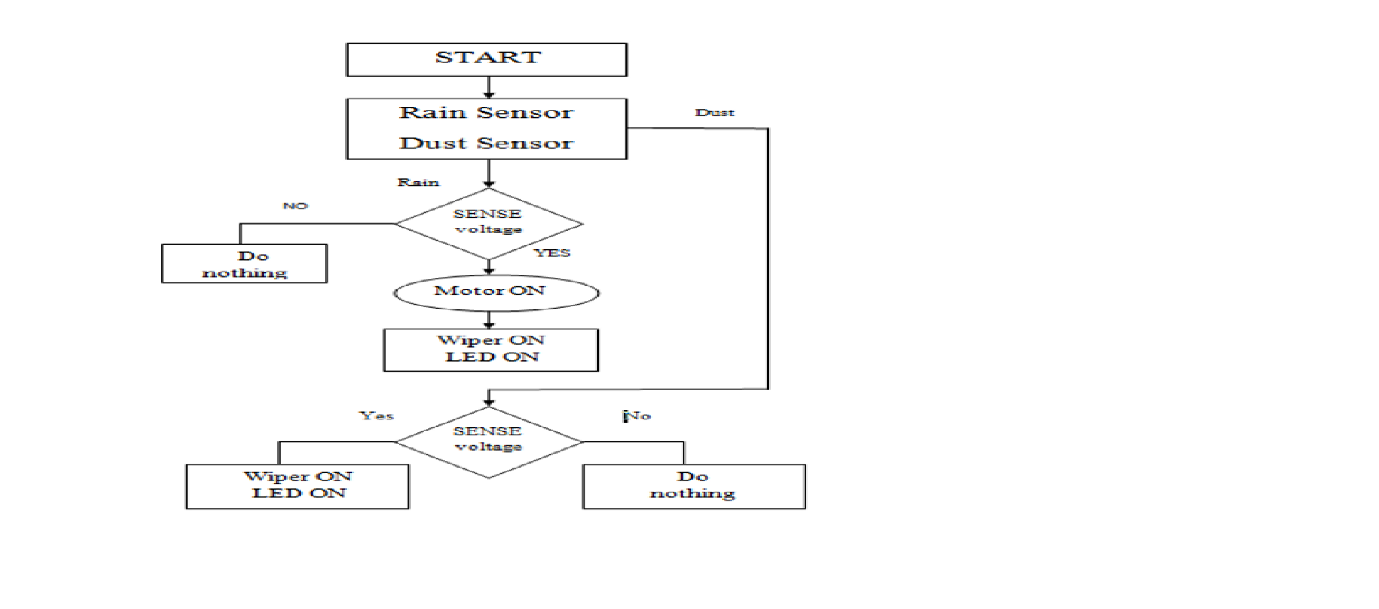 START
Rain Sensor
Dust Sensor
Dust
Rain
NO
SENSE
voltage
YES
Do
nothing
Motor ON
Wiper ON
LED ON
Yes
No
SENSE
voltage
Wiper ON
LED ON
Do
nothing